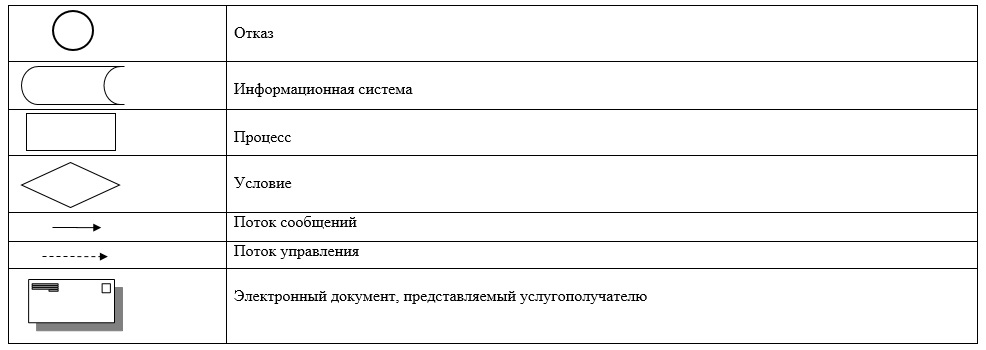 Отказ
Информационная система
Процесс
Условие
Поток сообщений
Поток управления
Электронный документ, представляемый услугополучателю